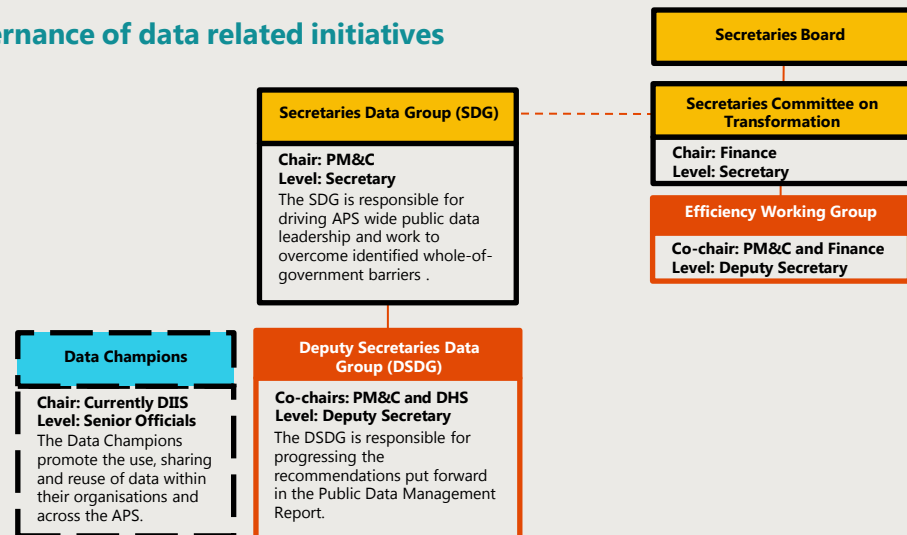 ernance of data related initiatives
Secretaries Board
Secretaries Data Group (SDG)
Chair: PM&C
Level: Secretary
The SDG is responsible for
driving APS wide public data
leadership and work to
overcome identified whole-of-
government barriers .
Secretaries Committee on
Transformation
Chair: Finance
Level: Secretary
Efficiency Working Group
Co-chair: PM&C and Finance
Level: Deputy Secretary
Data Champions
Chair: Currently DIIS
Level: Senior Officials
The Data Champions
promote the use, sharing
and reuse of data within
their organisations and
across the APS.
Deputy Secretaries Data
Group (DSDG)
Co-chairs: PM&C and DHS
Level: Deputy Secretary
The DSDG is responsible for
progressing the
recommendations put forward
in the Public Data Management
Report.